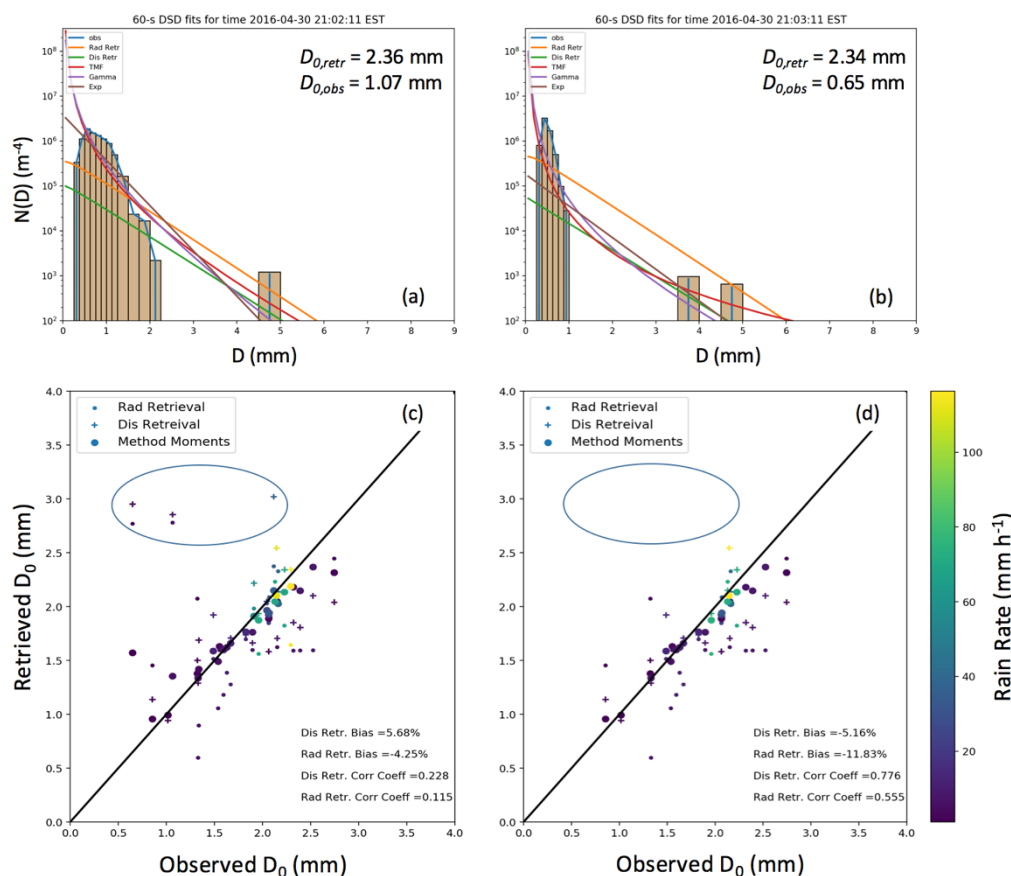 60-s DSD fits for time 2016-04-30 21:02:11 EST
obs
Rad Retr
Dis Retr
TMF
Gamma
Exp
D0,retr = 2.36 mm
D0,obs = 1.07 mm
N(D) (m-4)
10^8
10^7
10^6
10^5
10^4
10^3
10^2
(a)
0 1 2 3 4 5 6 7 8 9
D (mm)
60-s DSD fits for time 2016-04-30 21:03:11 EST
obs
Rad Retr
Dis Retr
TMF
Gamma
Exp
D0,retr = 2.34 mm
D0,obs = 0.65 mm
10^8
10^7
10^6
10^5
10^4
10^3
10^2
(b)
0 1 2 3 4 5 6 7 8 9
D (mm)
Rad Retrieval
Dis Retreival
Method Moments
(c)
Retrieved D0 (mm)
4.0
3.5
3.0
2.5
2.0
1.5
1.0
0.5
0.0
Dis Retr. Bias =5.68%
Rad Retr. Bias =-4.25%
Dis Retr. Corr Coeff =0.228
Rad Retr. Corr Coeff =0.115
0.0 0.5 1.0 1.5 2.0 2.5 3.0 3.5 4.0
Observed D0 (mm)
Rad Retrieval
Dis Retreival
Method Moments
(d)
4.0
3.5
3.0
2.5
2.0
1.5
1.0
0.5
0.0
Dis Retr. Bias =-5.16%
Rad Retr. Bias =-11.83%
Dis Retr. Corr Coeff =0.776
Rad Retr. Corr Coeff =0.555
0.0 0.5 1.0 1.5 2.0 2.5 3.0 3.5 4.0
Observed D0 (mm)
100
80
60
40
20
Rain Rate (mm h-1)